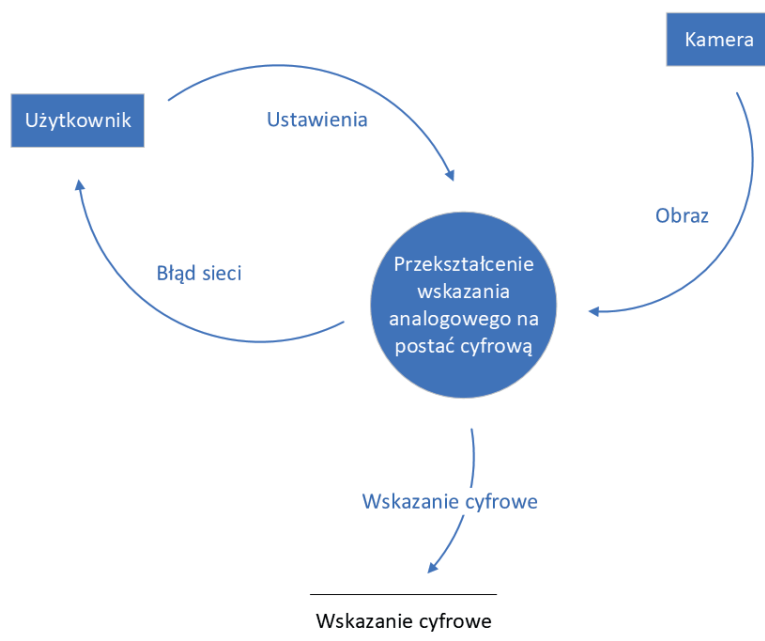 Kamera
Użytkownik
Ustawienia
Obraz
Błąd sieci
Przekształcenie
wskazania
analogowego na
postać cyfrową
Wskazanie cyfrowe
Wskazanie cyfrowe